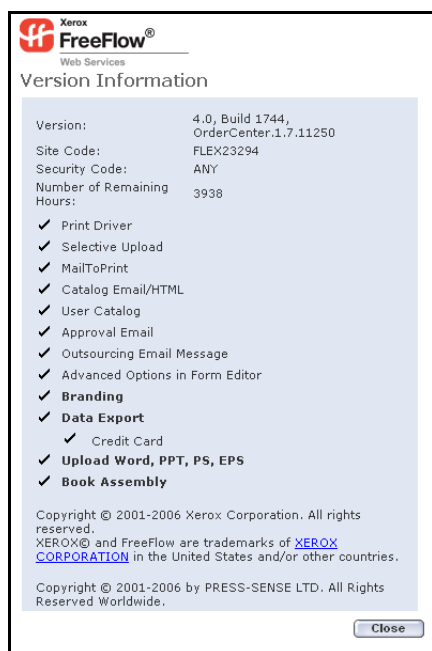 Xerox
FreeFlow®
Web Services
Version Information
Version: 4.0, Build 1744,
OrderCenter.1.7.11250
Site Code: FLEX23294
Security Code: ANY
Number of Remaining
Hours: 3938
Print Driver
Selective Upload
MailToPrint
Catalog Email/HTML
User Catalog
Approval Email
Outsourcing Email Message
Advanced Options in Form Editor
Branding
Data Export
Credit Card
Upload Word, PPT, PS, EPS
Book Assembly
Copyright © 2001-2006 Xerox Corporation. All rights
reserved.
XEROX© and FreeFlow are trademarks of XEROX
CORPORATION in the United States and/or other countries.
Copyright © 2001-2006 by PRESS-SENSE LTD. All Rights
Reserved Worldwide.
Close